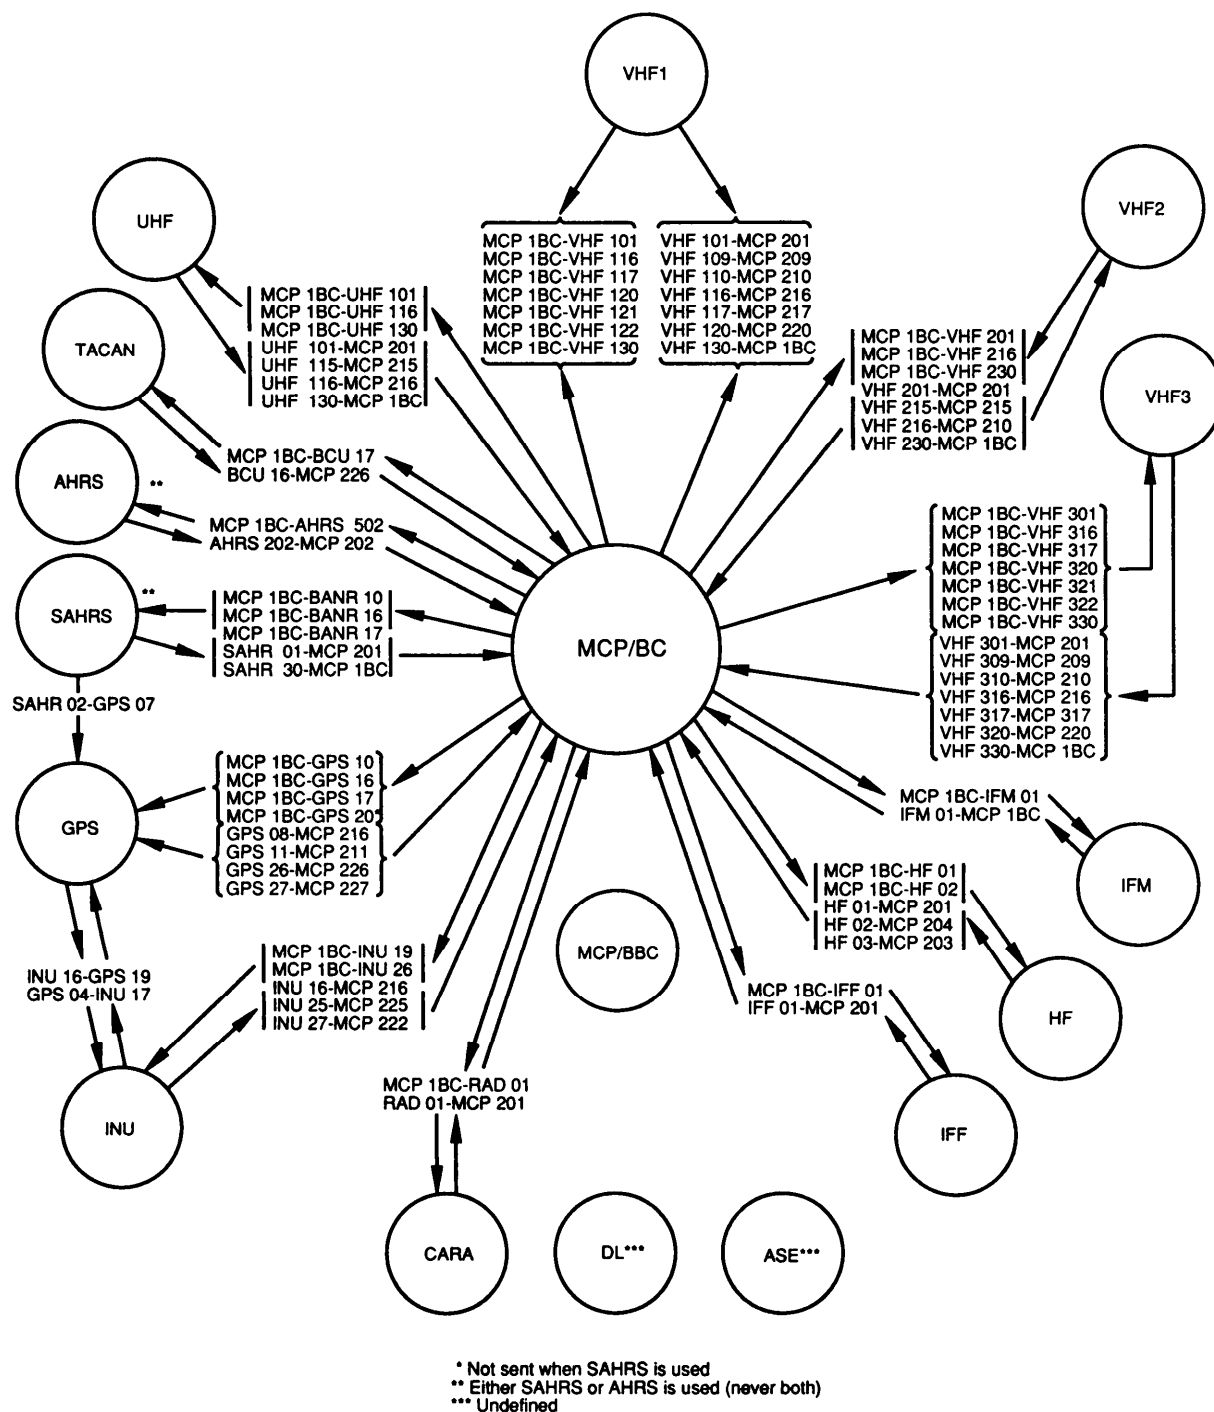 VHF1
UHF
VHF2
MCP 1BC-VHF 101
MCP 1BC-VHF 116
MCP 1BC-VHF 117
MCP 1BC-VHF 120
MCP 1BC-VHF 121
MCP 1BC-VHF 122
MCP 1BC-VHF 130
VHF 101-MCP 201
VHF 109-MCP 209
VHF 110-MCP 210
VHF 116-MCP 216
VHF 117-MCP 217
VHF 120-MCP 220
VHF 130-MCP 1BC
MCP 1BC-UHF 101
MCP 1BC-UHF 116
MCP 1BC-UHF 130
UHF 101-MCP 201
UHF 115-MCP 215
UHF 116-MCP 216
UHF 130-MCP 1BC
TACAN
MCP 1BC-VHF 201
MCP 1BC-VHF 216
MCP 1BC-VHF 230
VHF 201-MCP 201
VHF 215-MCP 215
VHF 216-MCP 210
VHF 230-MCP 1BC
VHF3
MCP 1BC-BCU 17
BCU 16-MCP 226
AHRS
**
MCP 1BC-AHRS 502
AHRS 202-MCP 202
MCP 1BC-VHF 301
MCP 1BC-VHF 316
MCP 1BC-VHF 317
MCP 1BC-VHF 320
MCP 1BC-VHF 321
MCP 1BC-VHF 322
MCP 1BC-VHF 330
VHF 301-MCP 201
VHF 309-MCP 209
VHF 310-MCP 210
VHF 316-MCP 216
VHF 317-MCP 317
VHF 320-MCP 220
VHF 330-MCP 1BC
SAHRS
**
MCP 1BC-BANR 10
MCP 1BC-BANR 16
MCP 1BC-BANR 17
SAHR 01-MCP 201
SAHR 30-MCP 1BC
MCP/BC
SAHR 02-GPS 07
GPS
MCP 1BC-GPS 10
MCP 1BC-GPS 16
MCP 1BC-GPS 17
MCP 1BC-GPS 20*
GPS 08-MCP 216
GPS 11-MCP 211
GPS 26-MCP 226
GPS 27-MCP 227
MCP 1BC-IFM 01
IFM 01-MCP 1BC
IFM
MCP 1BC-HF 01
MCP 1BC-HF 02
HF 01-MCP 201
HF 02-MCP 204
HF 03-MCP 203
HF
MCP/BBC
INU 16-GPS 19
GPS 04-INU 17
MCP 1BC-INU 19
MCP 1BC-INU 26
INU 16-MCP 216
INU 25-MCP 225
INU 27-MCP 222
MCP 1BC-IFF 01
IFF 01-MCP 201
INU
MCP 1BC-RAD 01
RAD 01-MCP 201
IFF
CARA
DL***
ASE***
* Not sent when SAHRS is used
** Either SAHRS or AHRS is used (never both)
*** Undefined